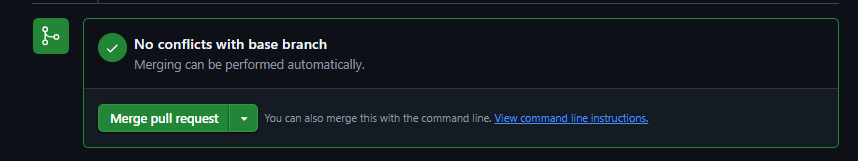 No conflicts with base branch
Merging can be performed automatically.
Merge pull request
You can also merge this with the command line. View command line instructions.